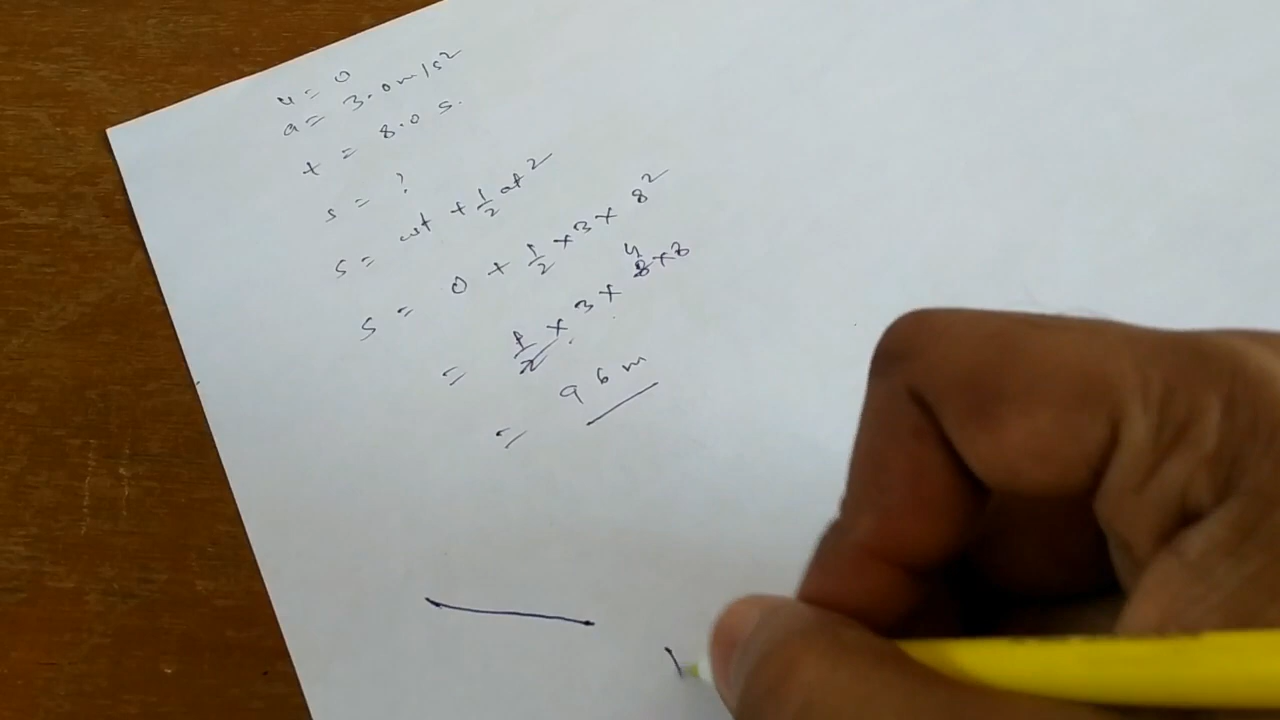 u = 0
a = 3.0 m/s²
t = 8.0 s.
s = ?
s = ut + 1/2 at²
s = 0 + 1/2 × 3 × 8²
= 1/2 × 3 × 8 × 8 4
= 96 m